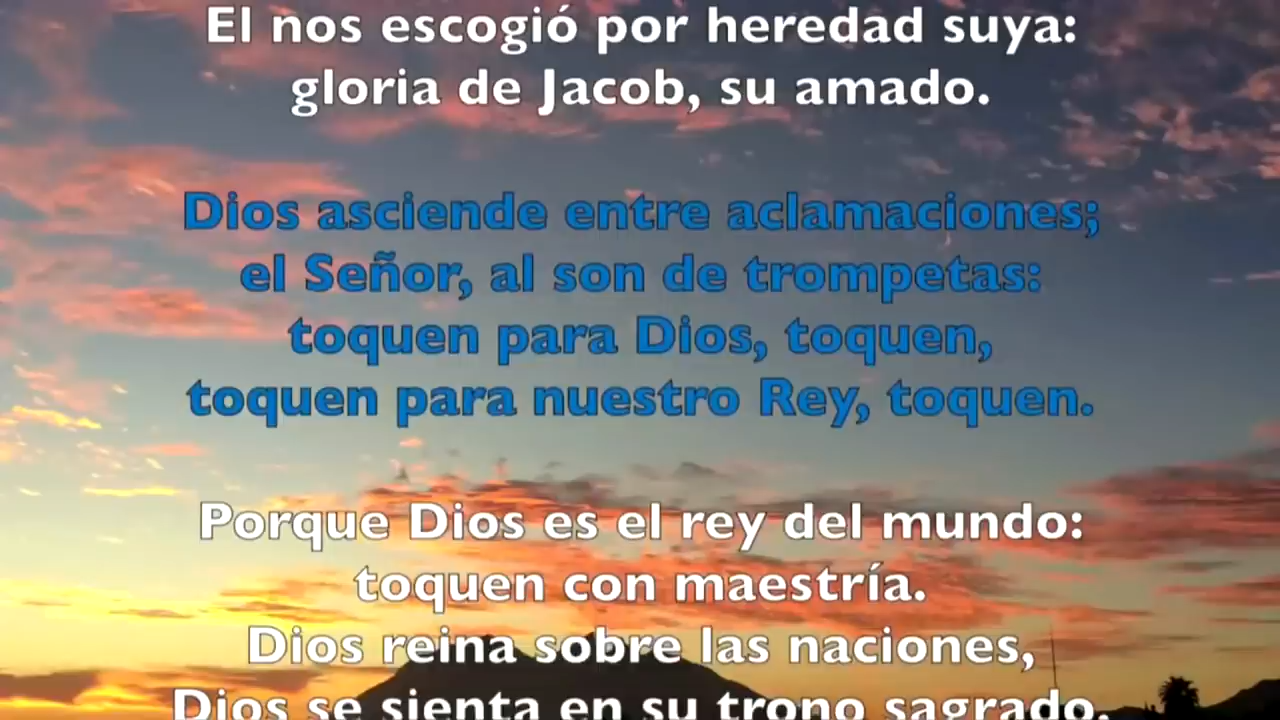 El nos escogió por heredad suya:
gloria de Jacob, su amado.
Dios asciende entre aclamaciones;
el Señor, al son de trompetas:
toquen para Dios, toquen,
toquen para nuestro Rey, toquen.
Porque Dios es el rey del mundo:
toquen con maestría.
Dios reina sobre las naciones,
Dios se sienta en su trono sagrado.